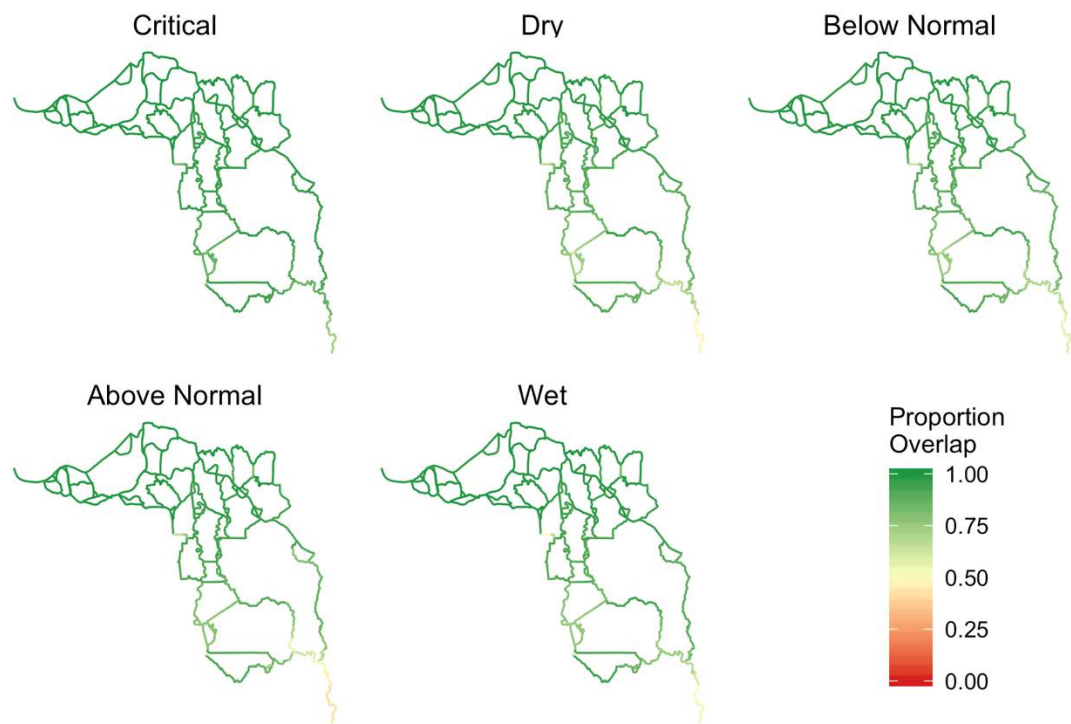 Critical
Dry
Below Normal
Above Normal
Wet
Proportion
Overlap
1.00
0.75
0.50
0.25
0.00